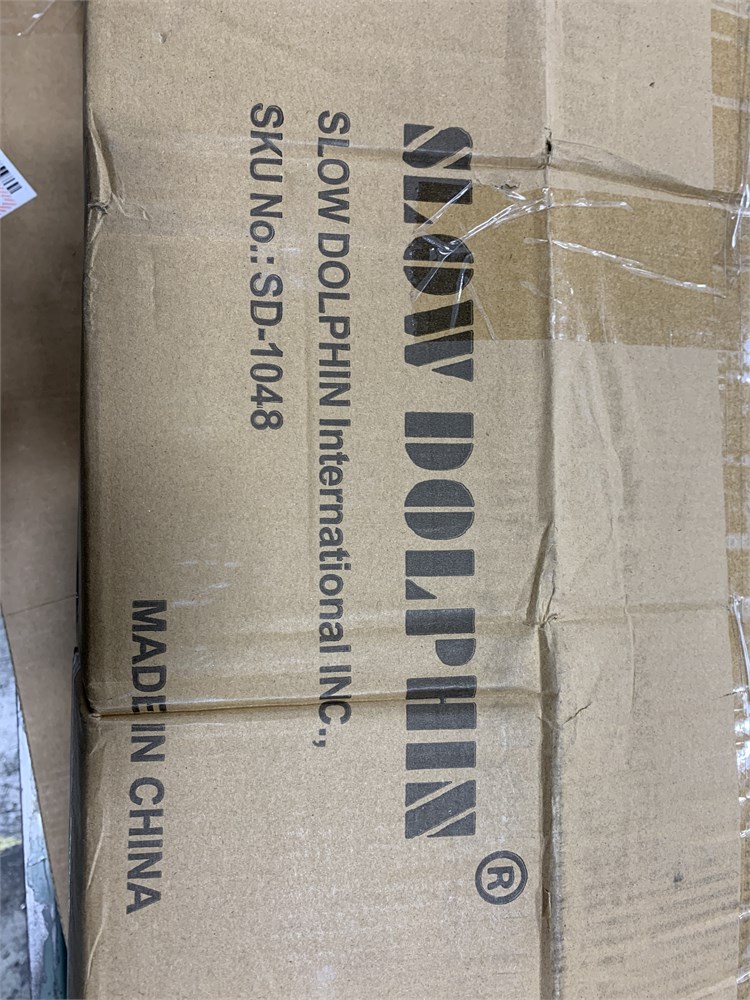 SLOW DOLPHIN®
SLOW DOLPHIN International INC.,
SKU No.: SD-1048
MADE IN CHINA